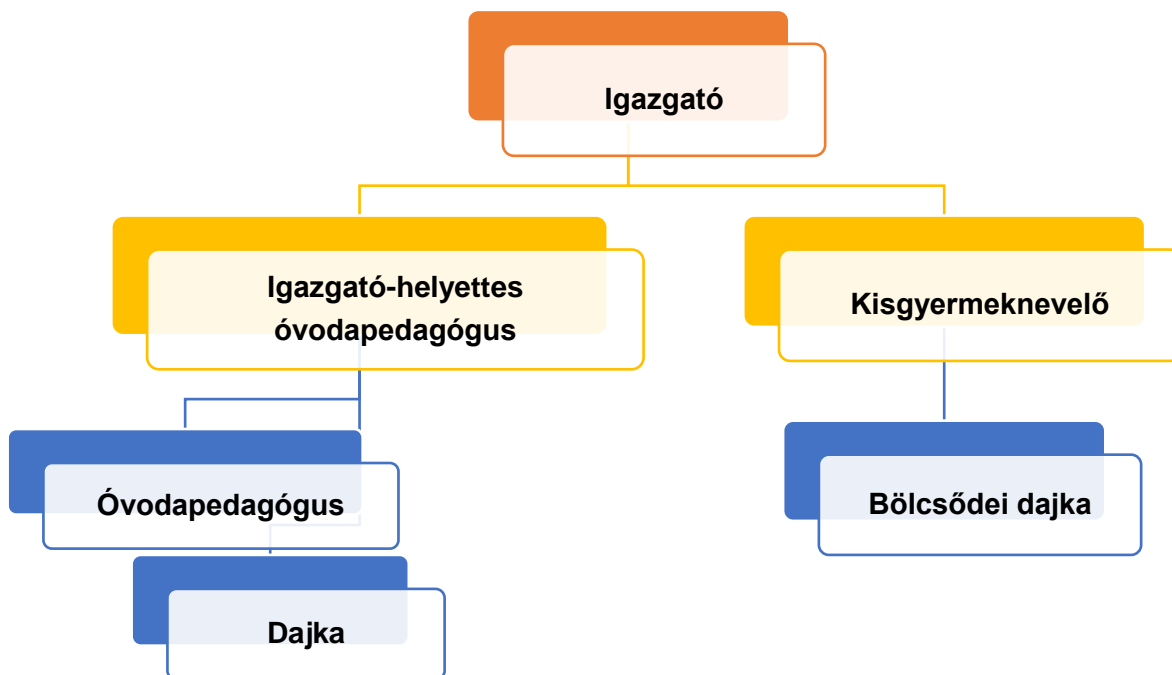 Igazgató
Igazgató-helyettes
óvodapedagógus
Kisgyermeknevelő
Óvodapedagógus
Bölcsődei dajka
Dajka